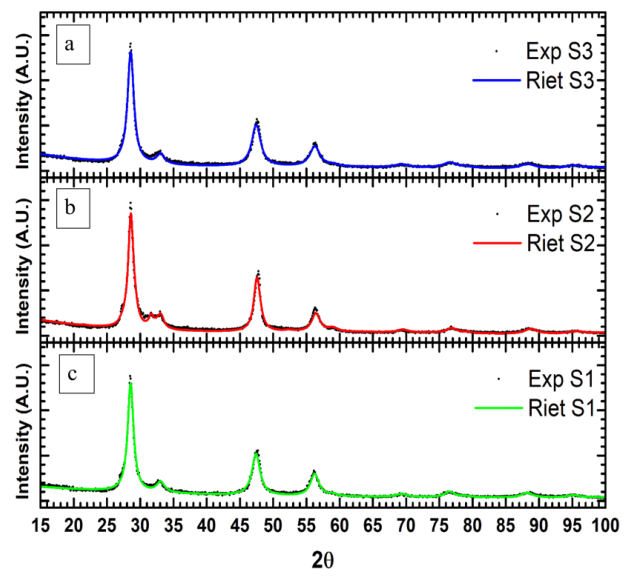 a
Exp S3
Riet S3
Intensity (A.U.)
b
Exp S2
Riet S2
Intensity (A.U.)
c
Exp S1
Riet S1
Intensity (A.U.)
15 20 25 30 35 40 45 50 55 60 65 70 75 80 85 90 95 100
2θ